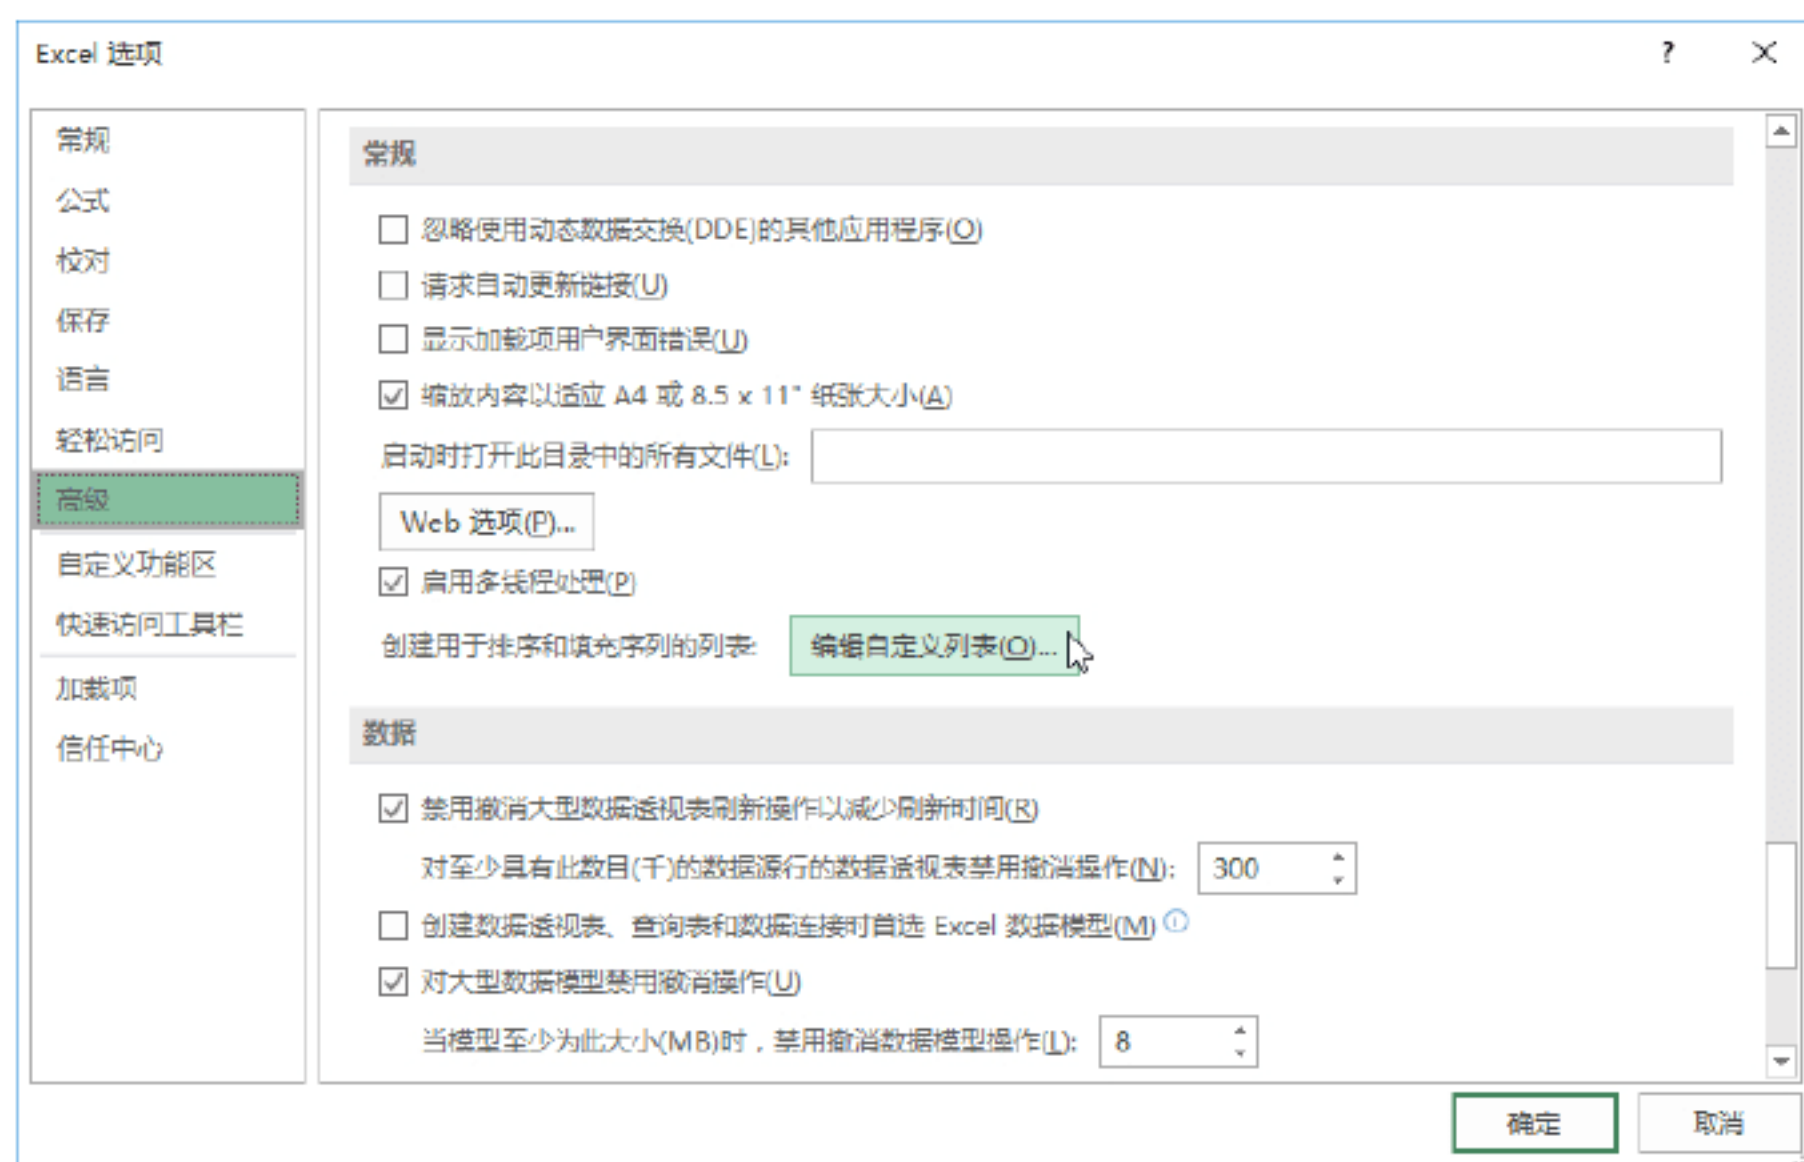 Excel 选项
?
常规
公式
校对
保存
语言
轻松访问
高级
自定义功能区
快速访问工具栏
加载项
信任中心
常规
忽略使用动态数据交换(DDE)的其他应用程序(O)
请求自动更新链接(U)
显示加载项用户界面错误(U)
缩放内容以适应 A4 或 8.5 x 11" 纸张大小(A)
启动时打开此目录中的所有文件(L):
Web 选项(P)...
启用多线程处理(P)
创建用于排序和填充序列的列表: 编辑自定义列表(O)...
数据
禁用撤消大型数据透视表刷新操作以减少刷新时间(R)
对至少具有此数目(千)的数据源行的数据透视表禁用撤消操作(N): 300
创建数据透视表、查询表和数据连接时首选 Excel 数据模型(M)
对大型数据模型禁用撤消操作(U)
当模型至少为此大小(MB)时，禁用撤消数据模型操作(L): 8
确定 取消